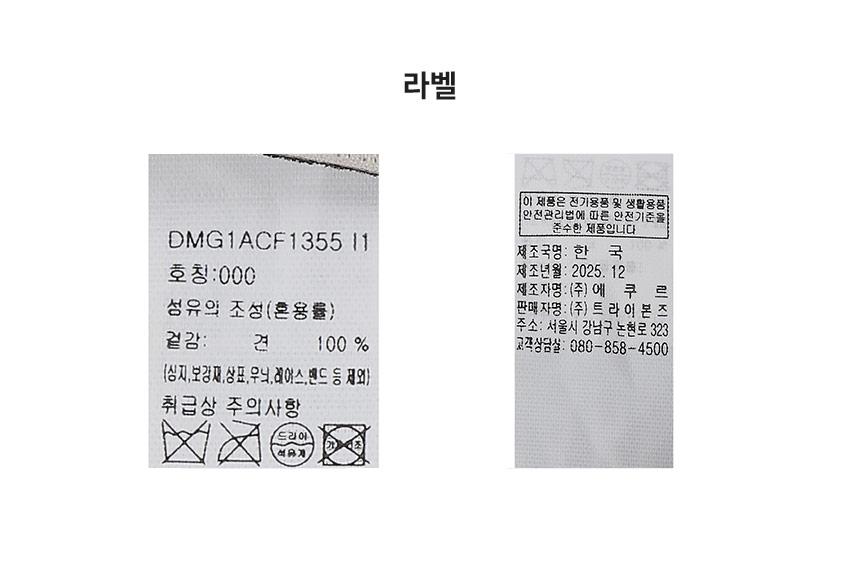 라벨
DMG1ACF1355 I1
호칭:000
섬유의 조성(혼용률)
겉감: 견 100 %
(심지,보강재,상표,무늬,레이스,밴드 등 제외)
취급상 주의사항
드라이
석유계
이 제품은 전기용품 및 생활용품
안전관리법에 따른 안전기준을
준수한 제품입니다
제조국명: 한 국
제조년월: 2025. 12
제조자명: (주) 에 쿠 르
판매자명: (주) 트 라 이 본 즈
주소: 서울시 강남구 논현로 323
고객상담실: 080-858-4500